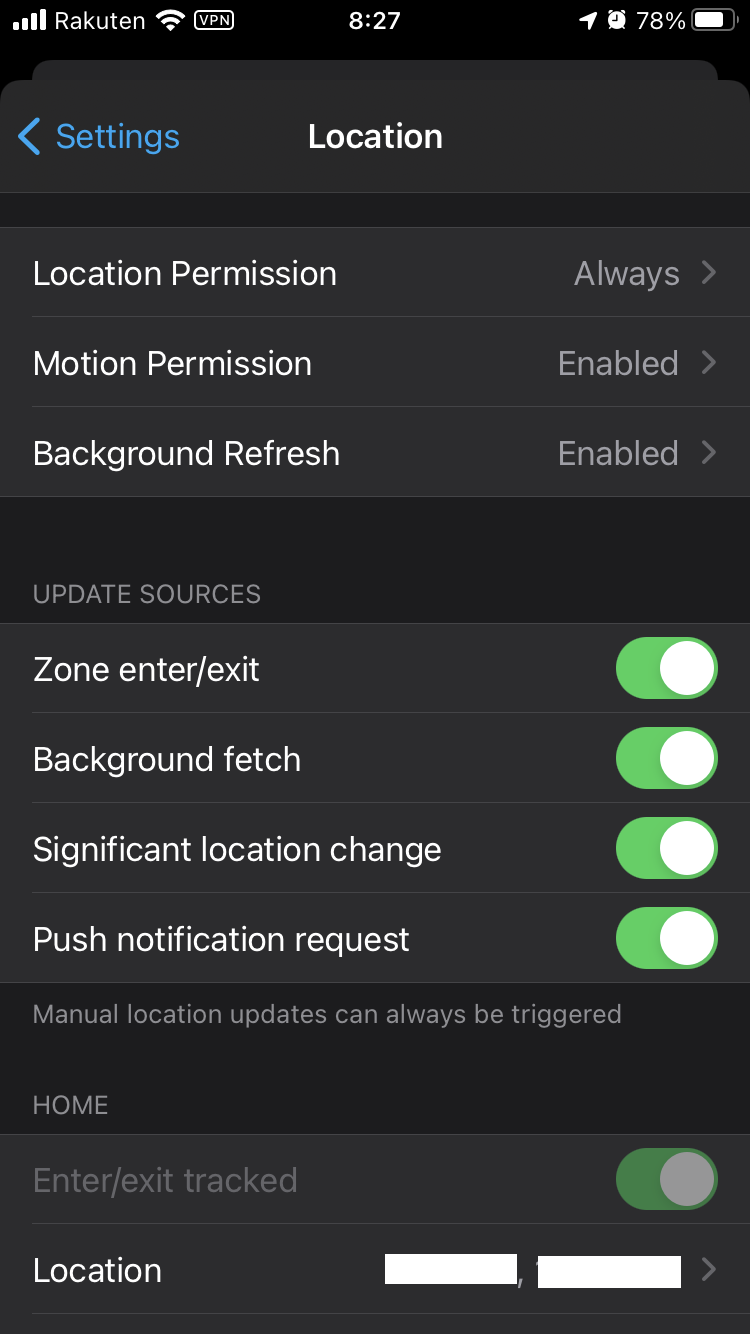 Rakuten VPN 8:27 78%
Settings Location
Location Permission Always
Motion Permission Enabled
Background Refresh Enabled
UPDATE SOURCES
Zone enter/exit
Background fetch
Significant location change
Push notification request
Manual location updates can always be triggered
HOME
Enter/exit tracked
Location ,